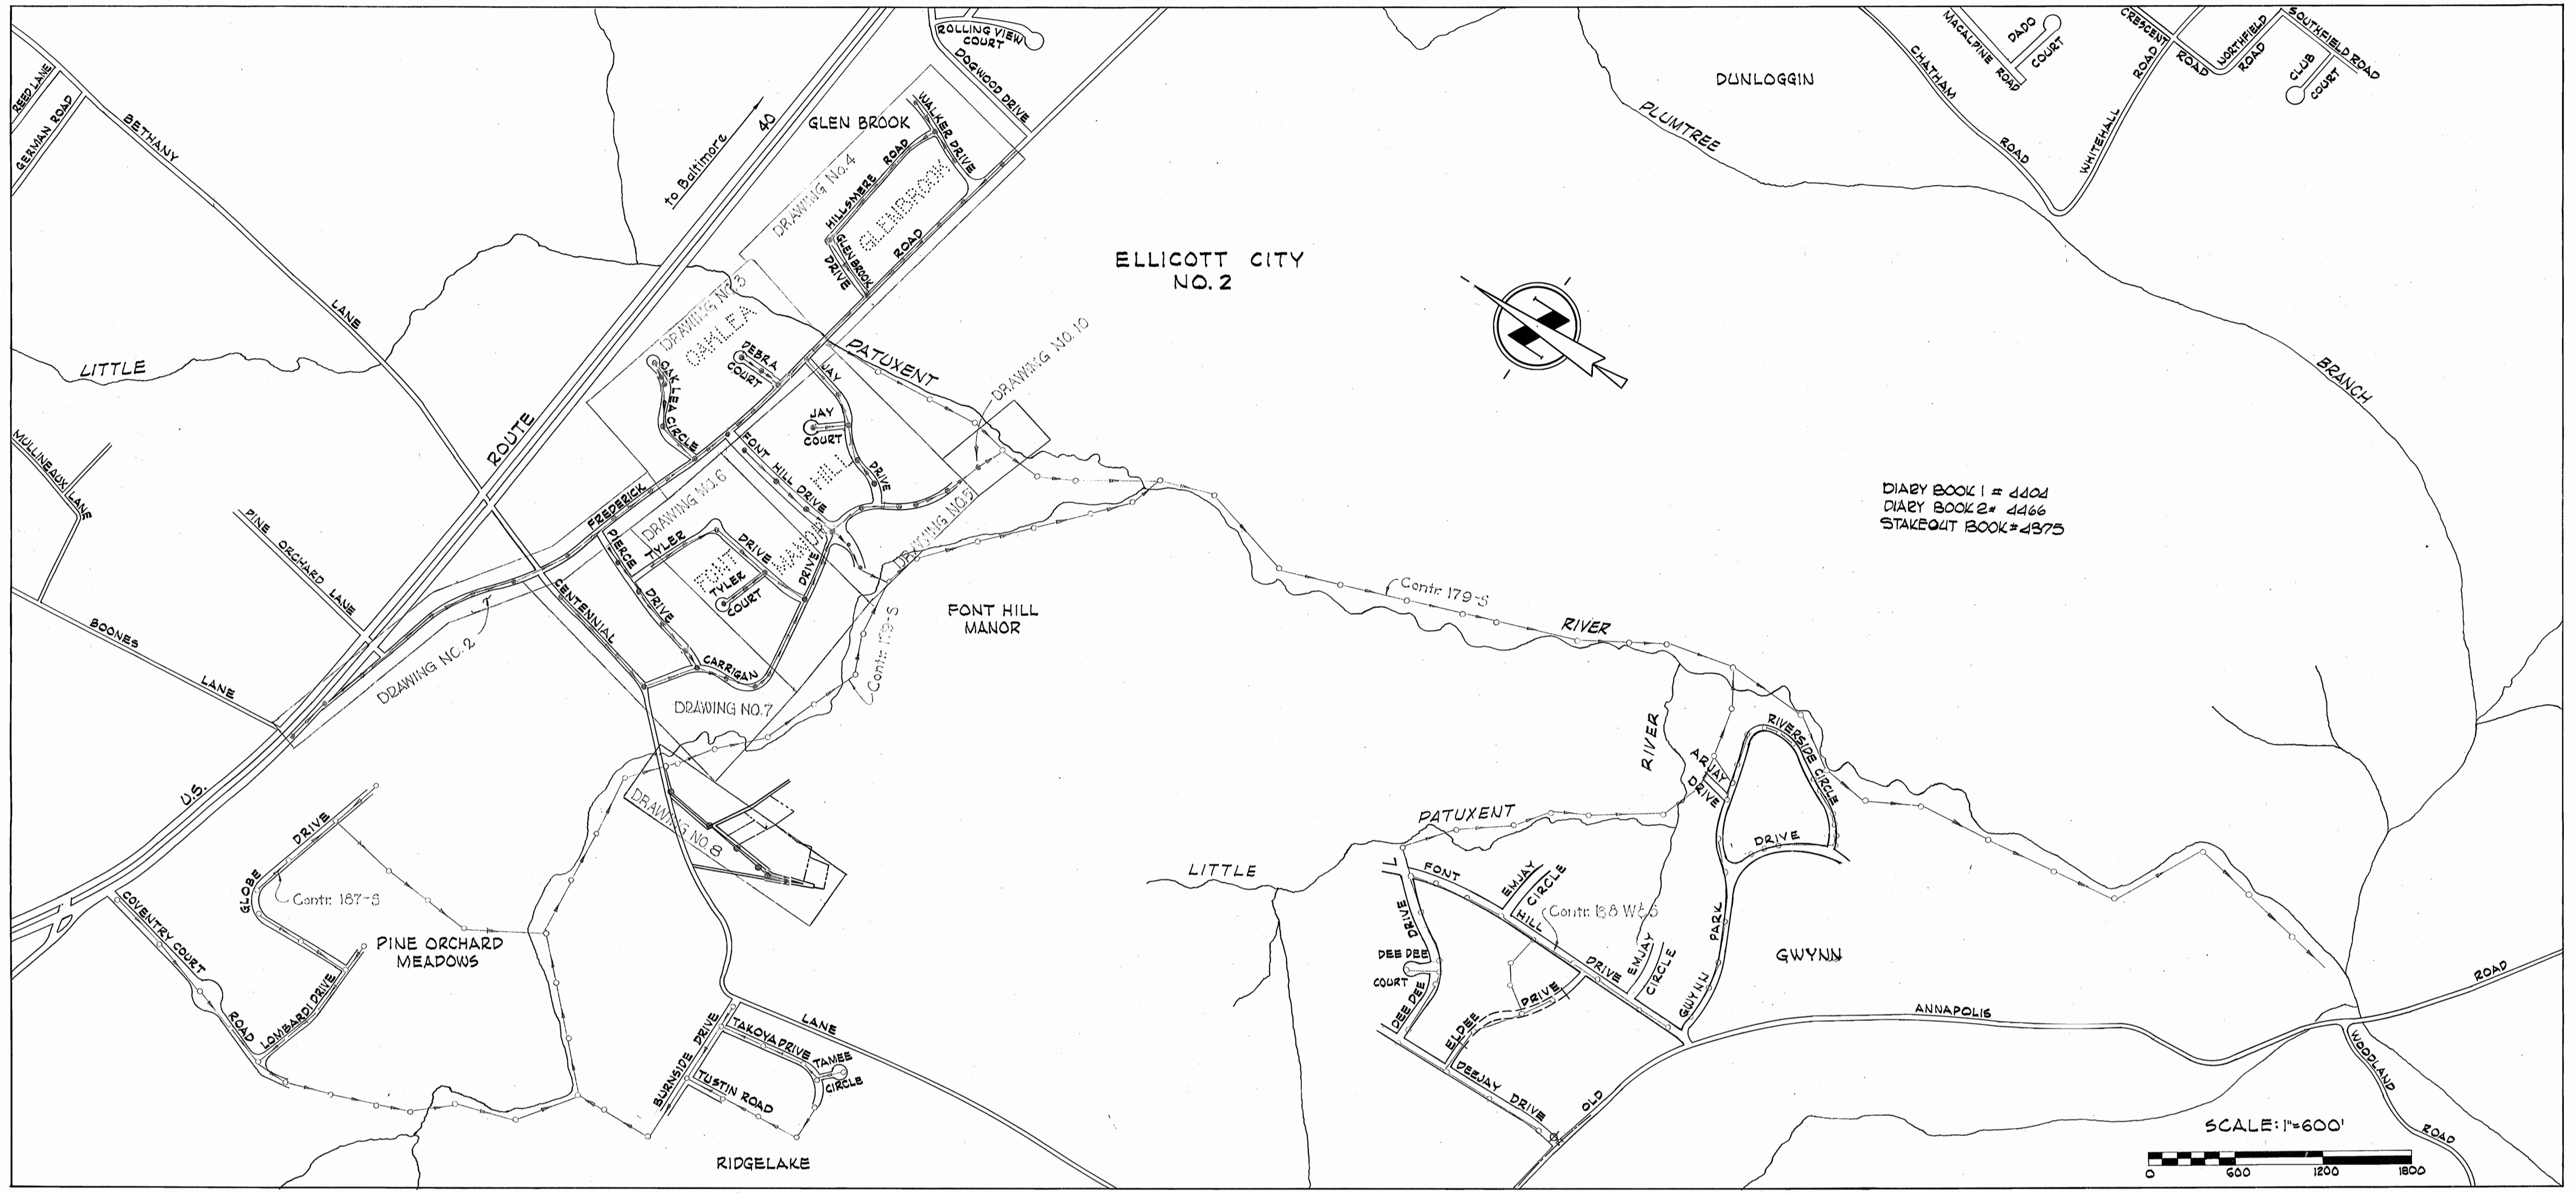 REED LANE
GERMAN ROAD
BETHANY
LANE
LITTLE
MULLINEAUX LANE
PINE ORCHARD LANE
BOONES
LANE
U.S.
ROUTE
40
to Baltimore
ROLLING VIEW
COURT
DOGWOOD DRIVE
GLEN BROOK
WALKER DRIVE
HILLSMERE ROAD
GLENBROOK
GLEN BROOK
DRIVE
ROAD
DRAWING No. 4
DRAWING NO. 3
OAKLEA
OAK-LEA CIRCLE
DEBRA
COURT
JAY
DRIVE
JAY
COURT
FONT HILL DRIVE
HILL
PATUXENT
DRAWING NO. 10
DRAWING NO. 5
DRAWING NO. 6
FREDERICK
PIERCE
DRIVE
TYLER
DRIVE
TYLER
COURT
FONT
MANOR
DRIVE
CARRIGAN
CENTENNIAL
DRAWING NO. 2
DRAWING NO. 7
DRAWING NO. 8
Contr. 179-S
FONT HILL
MANOR
ELLICOTT CITY
NO. 2
DUNLOGGIN
PLUMTREE
BRANCH
MACALPINE ROAD
DADO
COURT
CHATHAM
ROAD
WHITEHALL
ROAD
CRESCENT
ROAD
NORTHFIELD
ROAD
SOUTHFIELD ROAD
CLUB
COURT
DIARY BOOK 1 # 4404
DIARY BOOK 2# 4466
STAKEOUT BOOK #4375
Contr. 179-S
RIVER
RIVER
ARJAY
DRIVE
RIVERSIDE CIRCLE
DRIVE
PATUXENT
LITTLE
FONT
HILL
DRIVE
EMJAY
CIRCLE
Contr. 188 W&S
EMJAY
CIRCLE
DRIVE
DEE DEE
COURT
DEE DEE
ELDEE
DRIVE
DEEJAY
DRIVE
GWYNN
PARK
GWYNN
OLD
ANNAPOLIS
ROAD
WOODLAND
ROAD
GLOBE
DRIVE
Contr. 187-S
COVENTRY COURT
ROAD
LOMBARDI DRIVE
PINE ORCHARD
MEADOWS
LANE
BURNSIDE DRIVE
TAKOYA DRIVE
TAMEE
CIRCLE
TUSTIN ROAD
RIDGELAKE
SCALE: 1"=600'
0 600 1200 1800